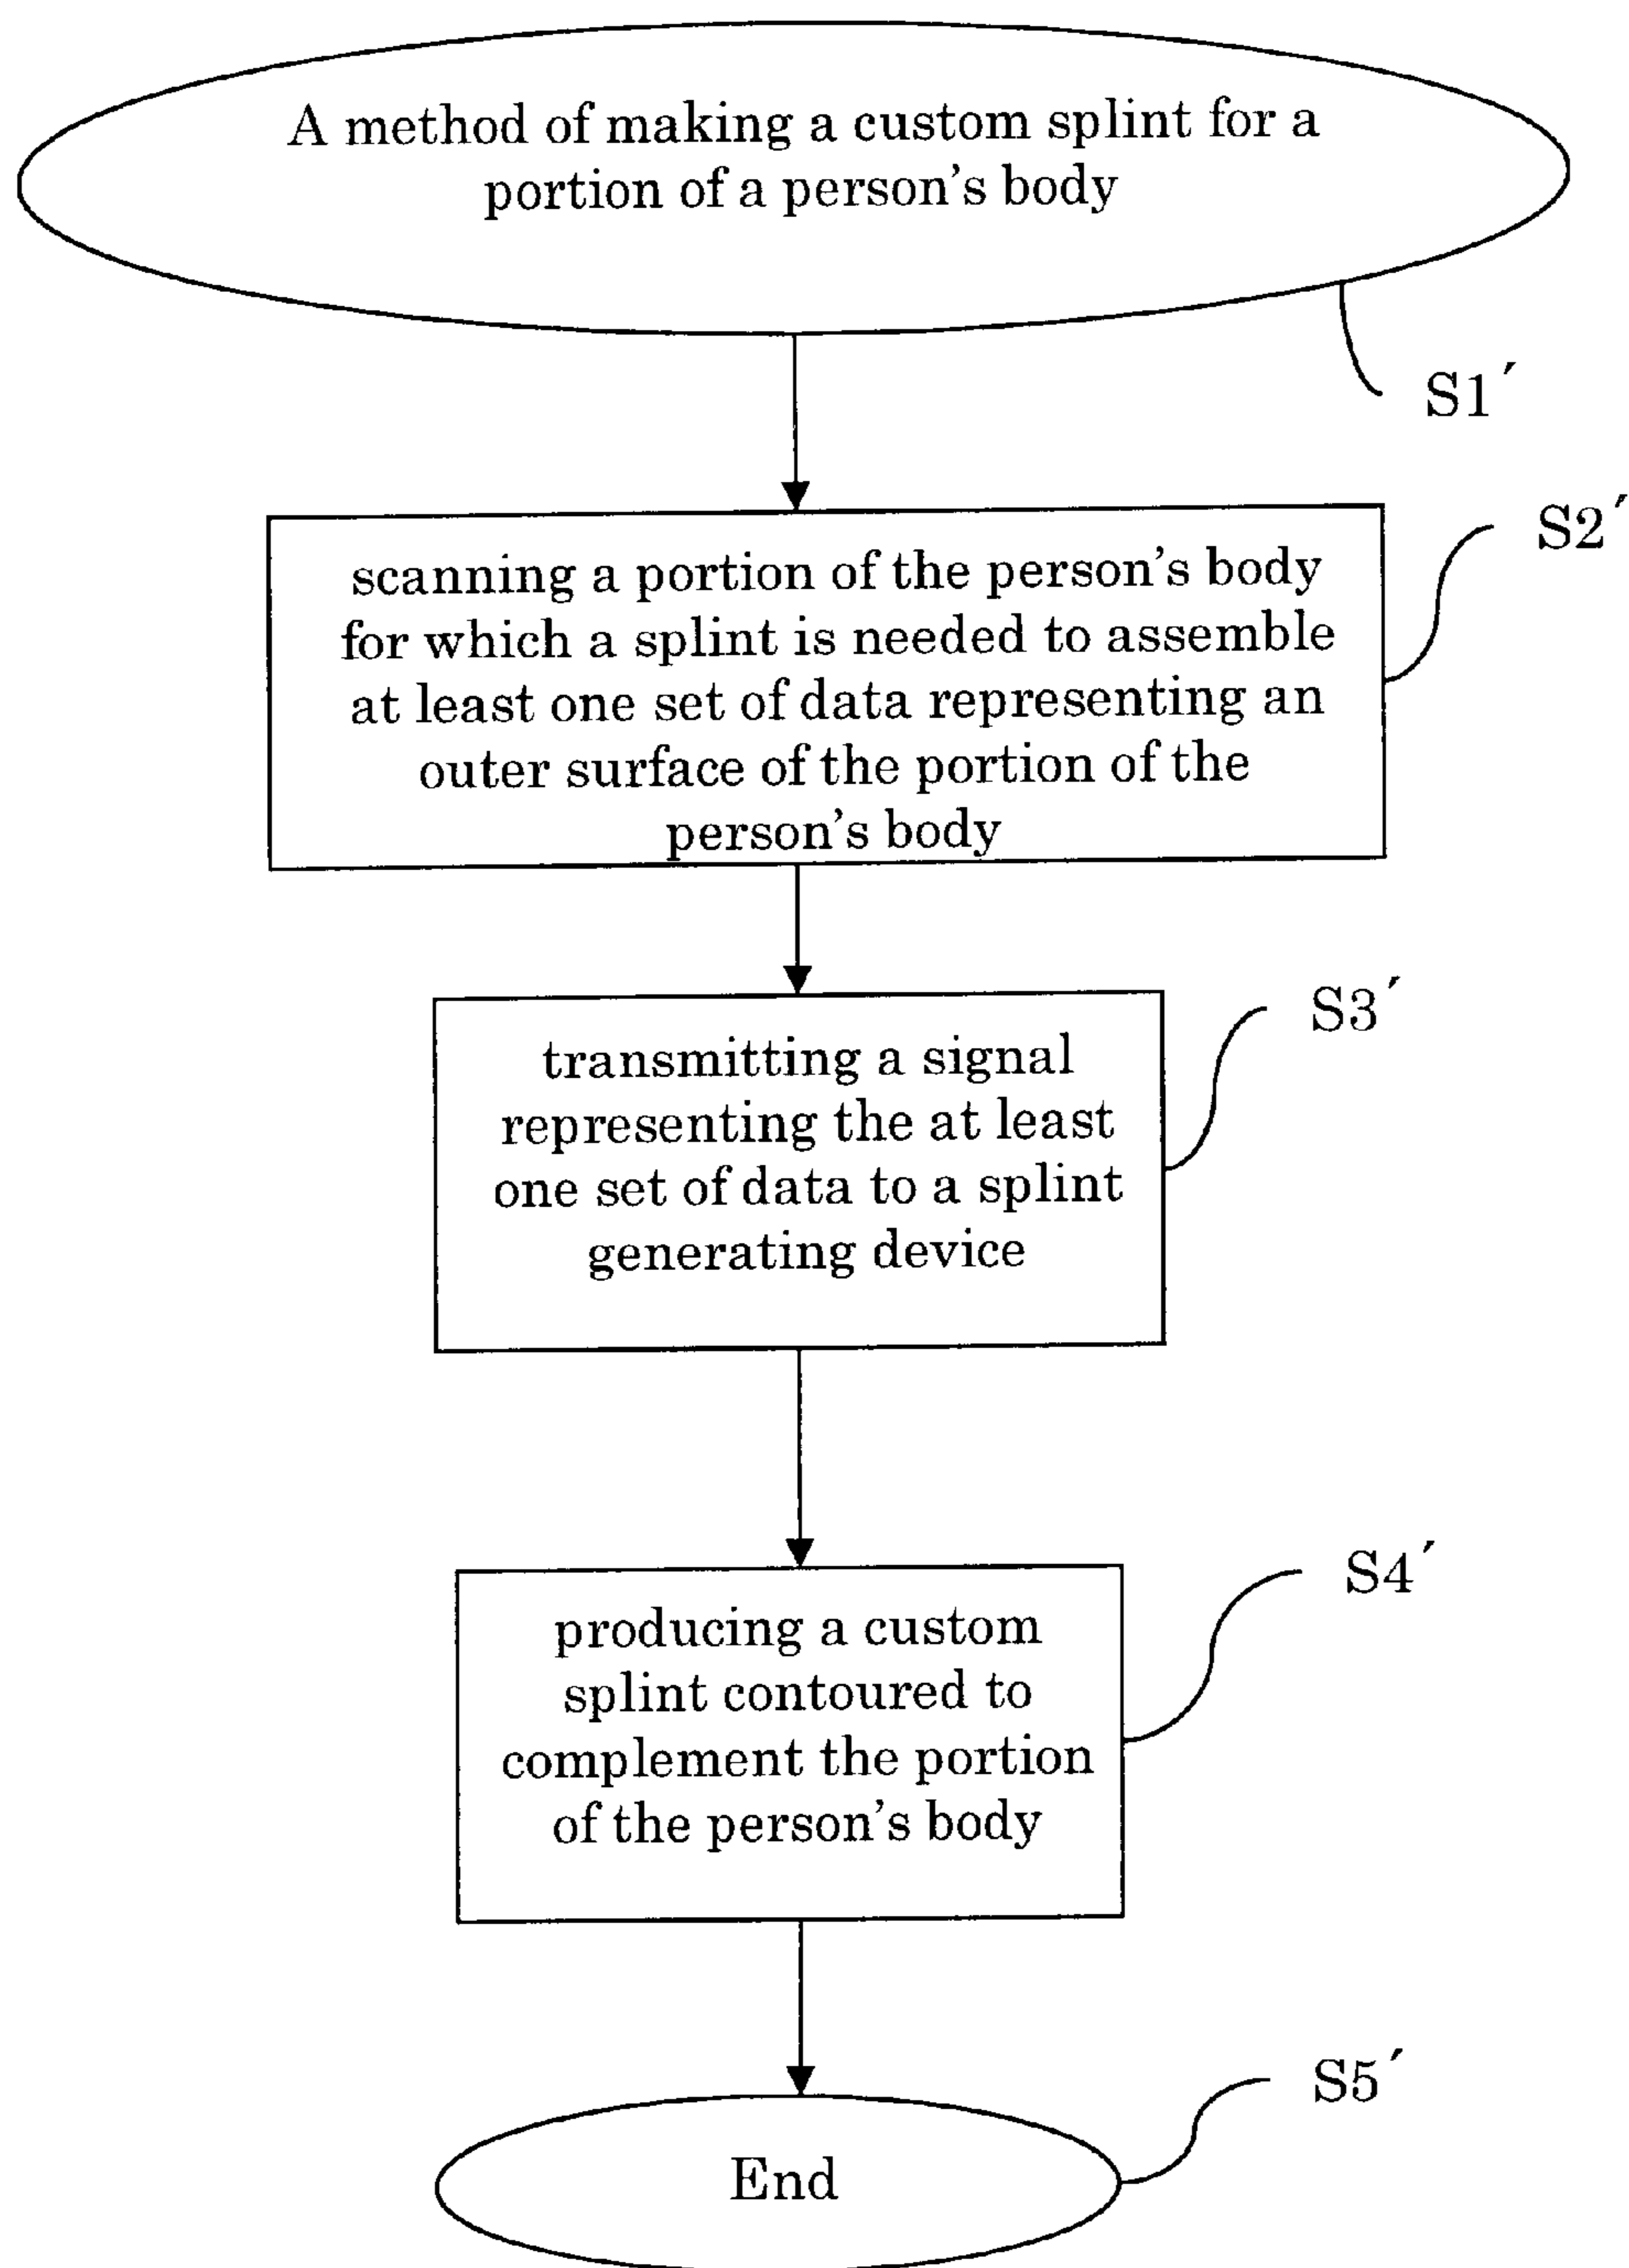 A method of making a custom splint for a
portion of a person's body
S1′
S2′
scanning a portion of the person's body
for which a splint is needed to assemble
at least one set of data representing an
outer surface of the portion of the
person's body
S3′
transmitting a signal
representing the at least
one set of data to a splint
generating device
S4′
producing a custom
splint contoured to
complement the portion
of the person's body
S5′
End